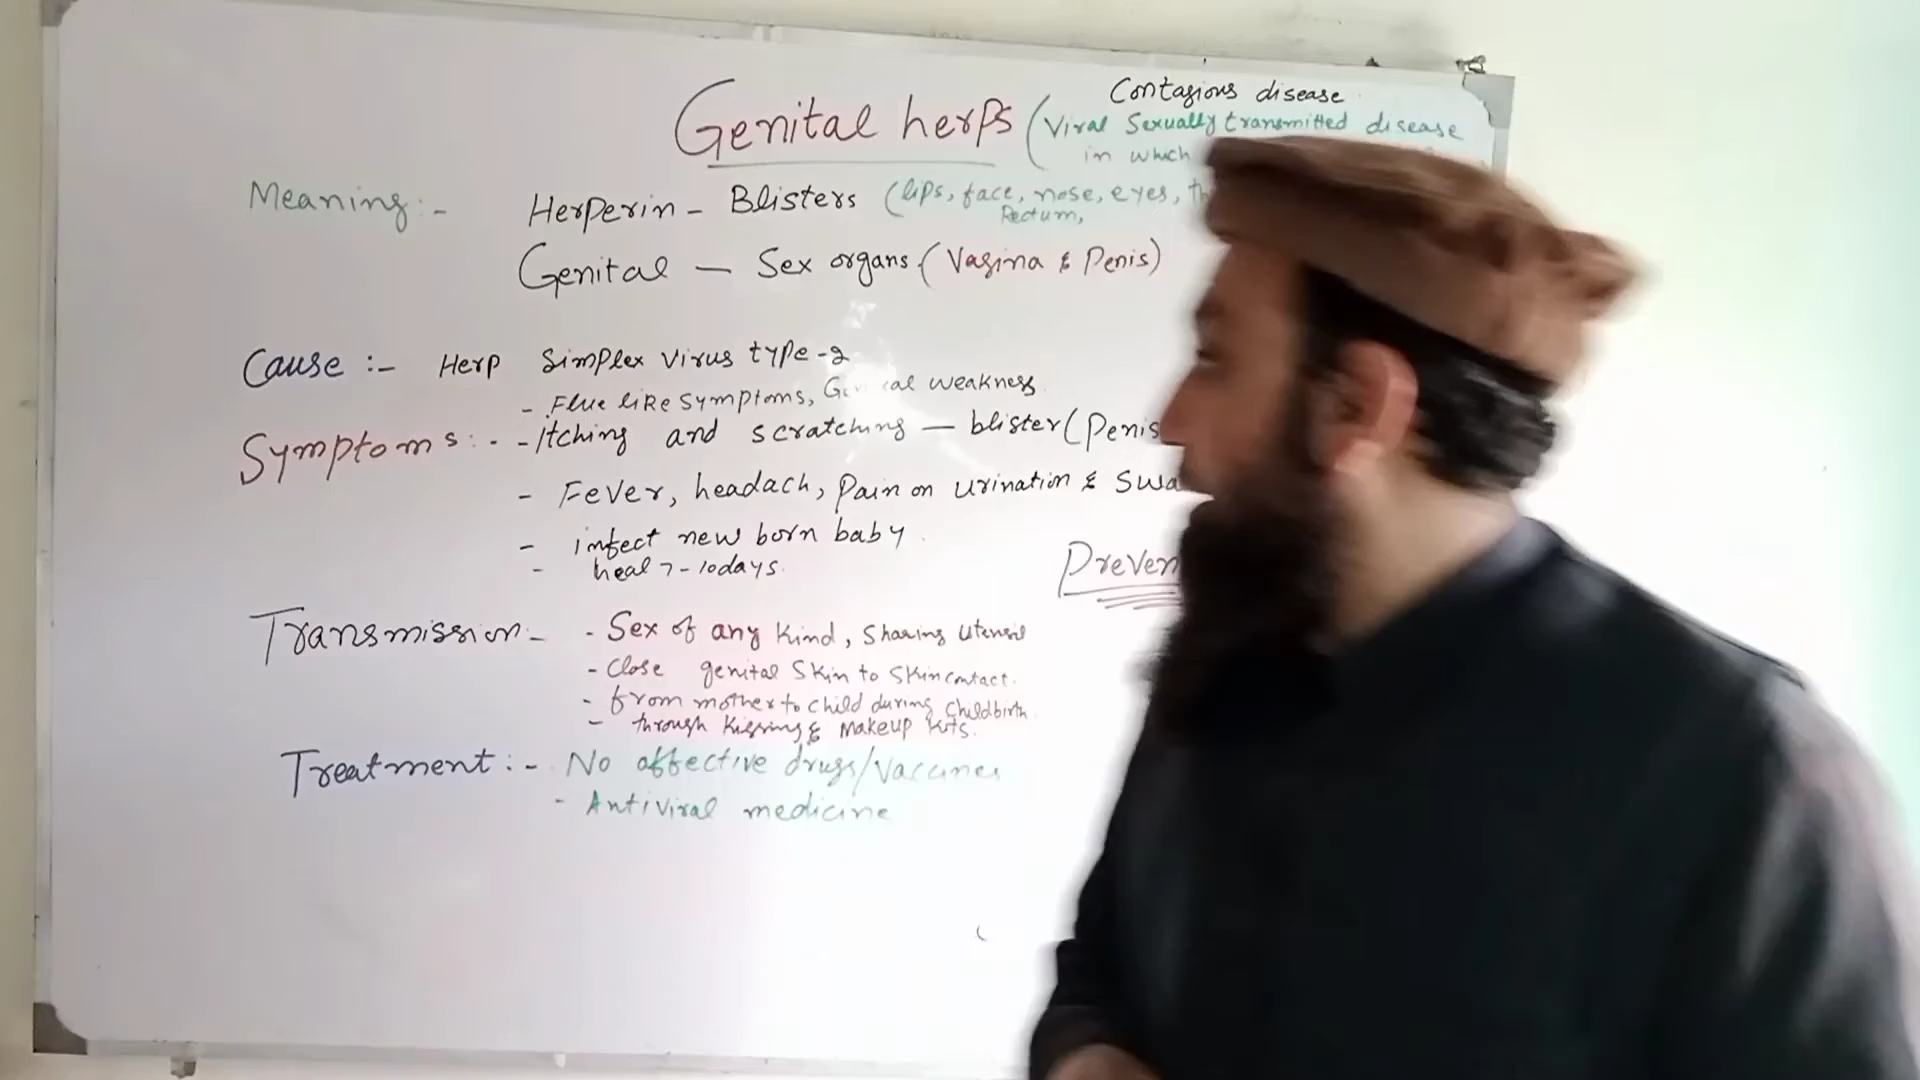 Contagious disease
Genital herps (Viral Sexually transmitted disease
in which
Meaning:- Herperin - Blisters (lips, face, nose, eyes,
Rectum,
Genital - Sex organs (Vagina & Penis)
Cause :- Herp Simplex Virus type-2
- Flue like symptoms, weakness
Symptoms:- - Itching and scratching - blister (Penis
- Fever, headach, Pain on urination &
- infect new born baby
- heal 7-10days.
Transmission - - Sex of any kind, Sharing utensil
- Close genital skin to skin contact.
- from mother to child during childbirth.
- through kissing & makeup kits.
Treatment :- No affective drugs/Vaccines
- Antiviral medicine